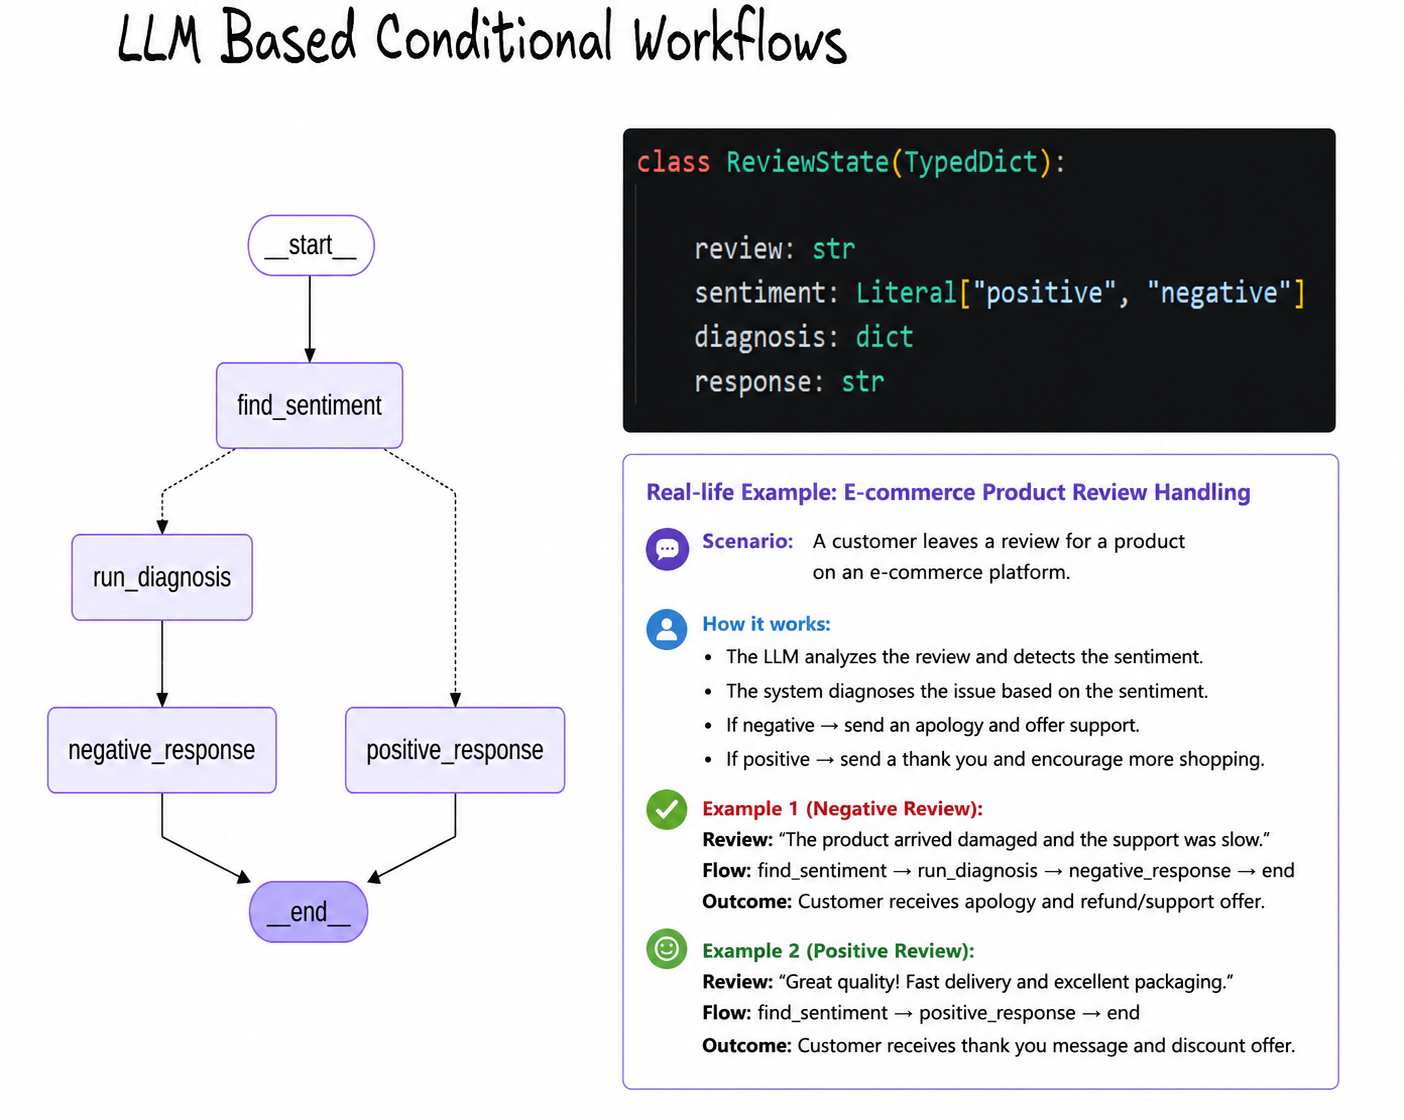 LLM Based Conditional Workflows
__start__
find_sentiment
run_diagnosis
negative_response
positive_response
__end__
class ReviewState(TypedDict):
review: str
sentiment: Literal["positive", "negative"]
diagnosis: dict
response: str
Real-life Example: E-commerce Product Review Handling
Scenario: A customer leaves a review for a product
on an e-commerce platform.
How it works:
• The LLM analyzes the review and detects the sentiment.
• The system diagnoses the issue based on the sentiment.
• If negative → send an apology and offer support.
• If positive → send a thank you and encourage more shopping.
Example 1 (Negative Review):
Review: “The product arrived damaged and the support was slow.”
Flow: find_sentiment → run_diagnosis → negative_response → end
Outcome: Customer receives apology and refund/support offer.
Example 2 (Positive Review):
Review: “Great quality! Fast delivery and excellent packaging.”
Flow: find_sentiment → positive_response → end
Outcome: Customer receives thank you message and discount offer.